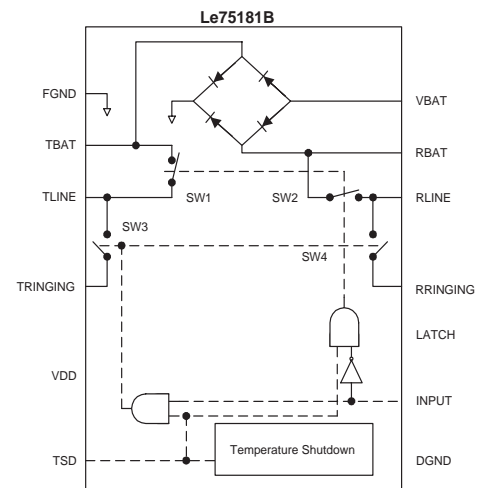 Le75181B
FGND
VBAT
TBAT
RBAT
TLINE
SW1
SW2
RLINE
SW3
SW4
TRINGING
RRINGING
LATCH
VDD
INPUT
Temperature Shutdown
TSD
DGND